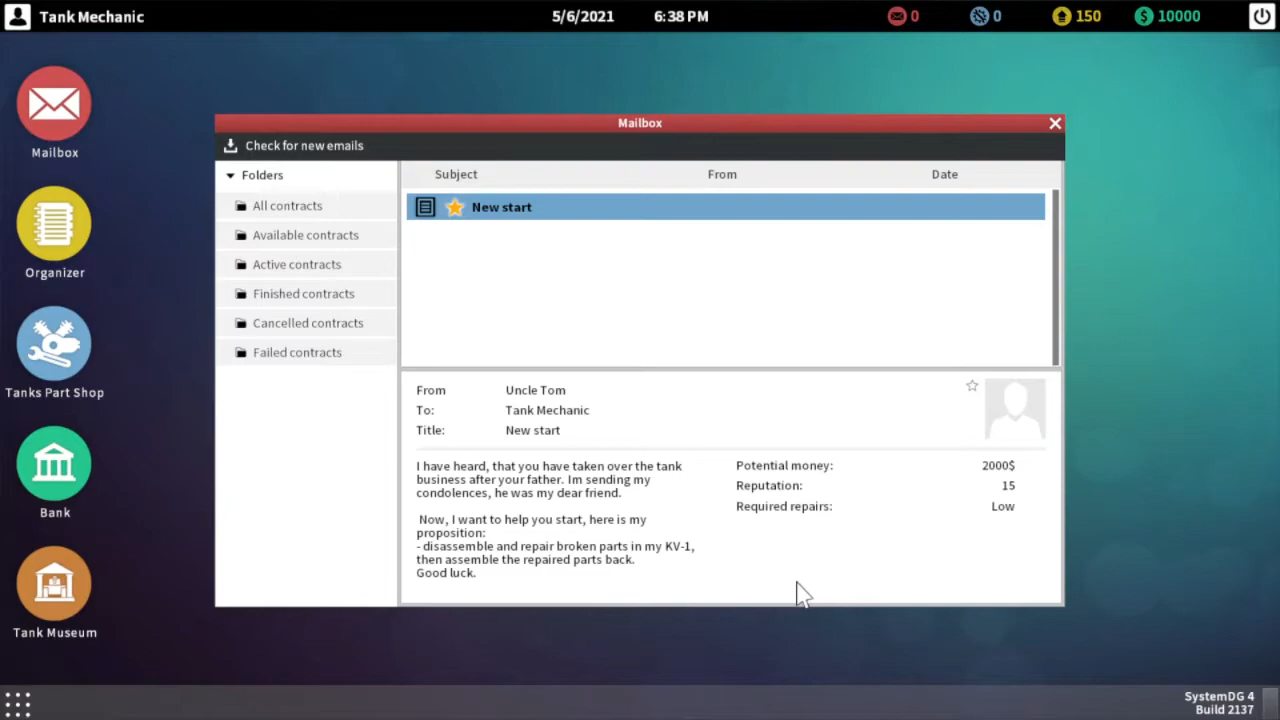 Tank Mechanic
5/6/2021
6:38 PM
0
0
150
10000
Mailbox
Organizer
Tanks Part Shop
Bank
Tank Museum
Mailbox
Check for new emails
Folders
All contracts
Available contracts
Active contracts
Finished contracts
Cancelled contracts
Failed contracts
Subject
From
Date
New start
From
Uncle Tom
To:
Tank Mechanic
Title:
New start
I have heard, that you have taken over the tank
business after your father. Im sending my
condolences, he was my dear friend.
Now, I want to help you start, here is my
proposition:
- disassemble and repair broken parts in my KV-1,
then assemble the repaired parts back.
Good luck.
Potential money:
2000$
Reputation:
15
Required repairs:
Low
SystemDG 4
Build 2137